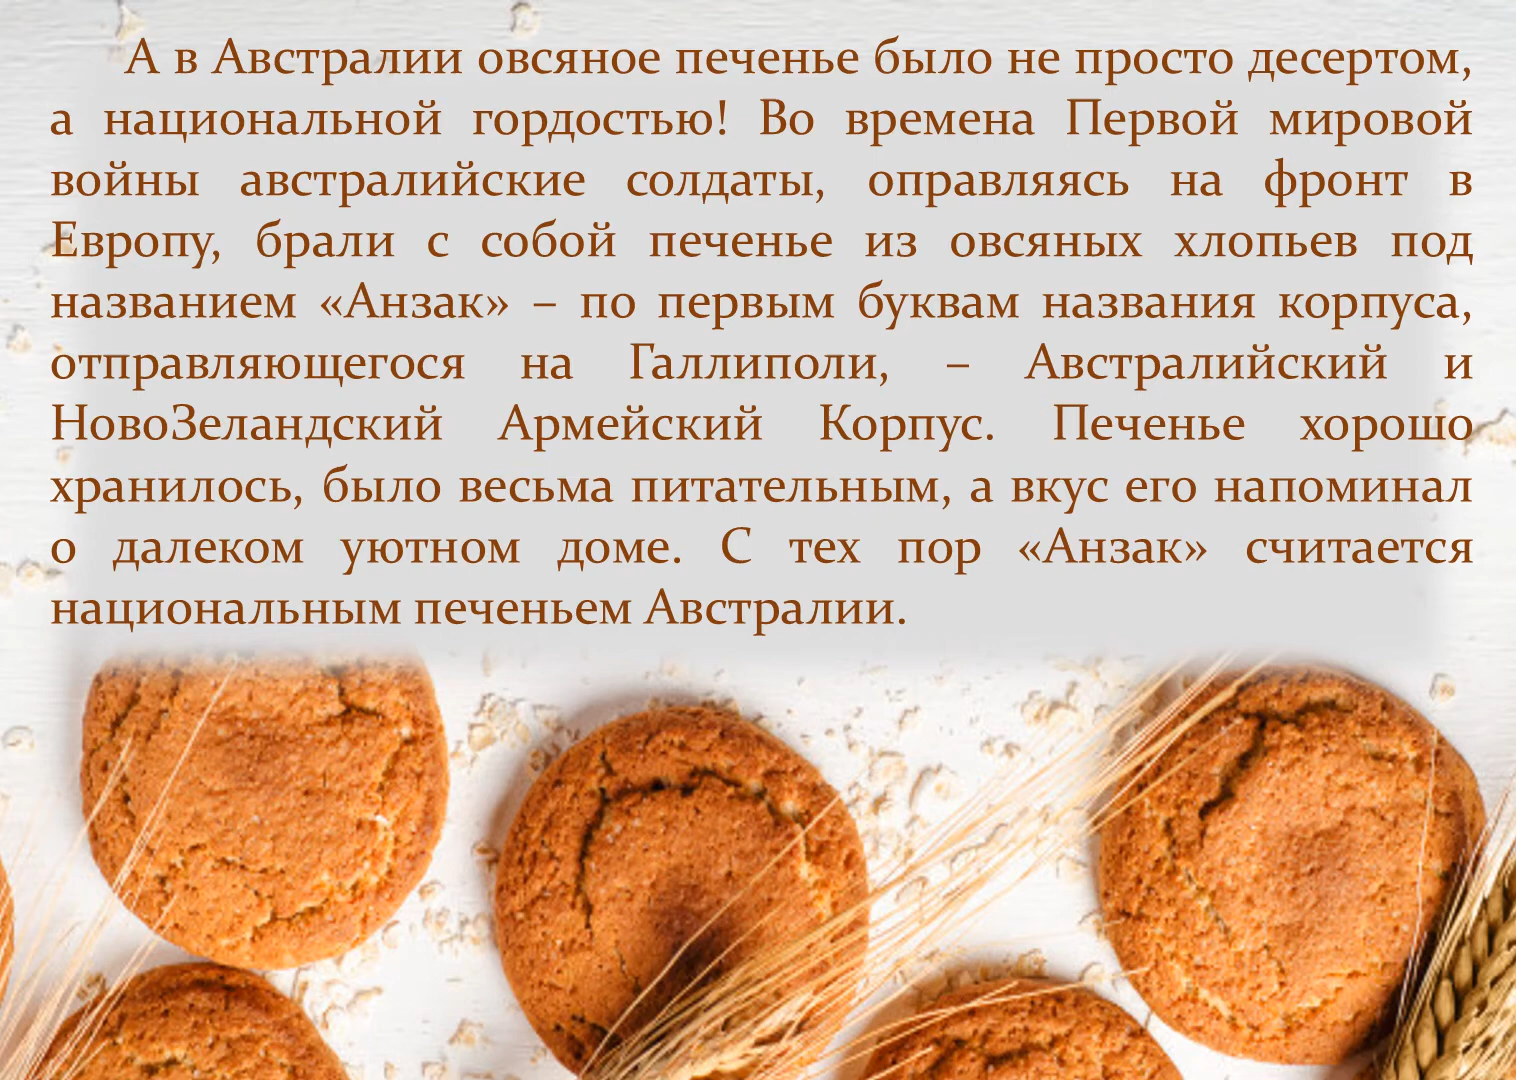 А в Австралии овсяное печенье было не просто десертом,
а национальной гордостью! Во времена Первой мировой
войны австралийские солдаты, оправляясь на фронт в
Европу, брали с собой печенье из овсяных хлопьев под
названием «Анзак» – по первым буквам названия корпуса,
отправляющегося на Галлиполи, – Австралийский и
НовоЗеландский Армейский Корпус. Печенье хорошо
хранилось, было весьма питательным, а вкус его напоминал
о далеком уютном доме. С тех пор «Анзак» считается
национальным печеньем Австралии.